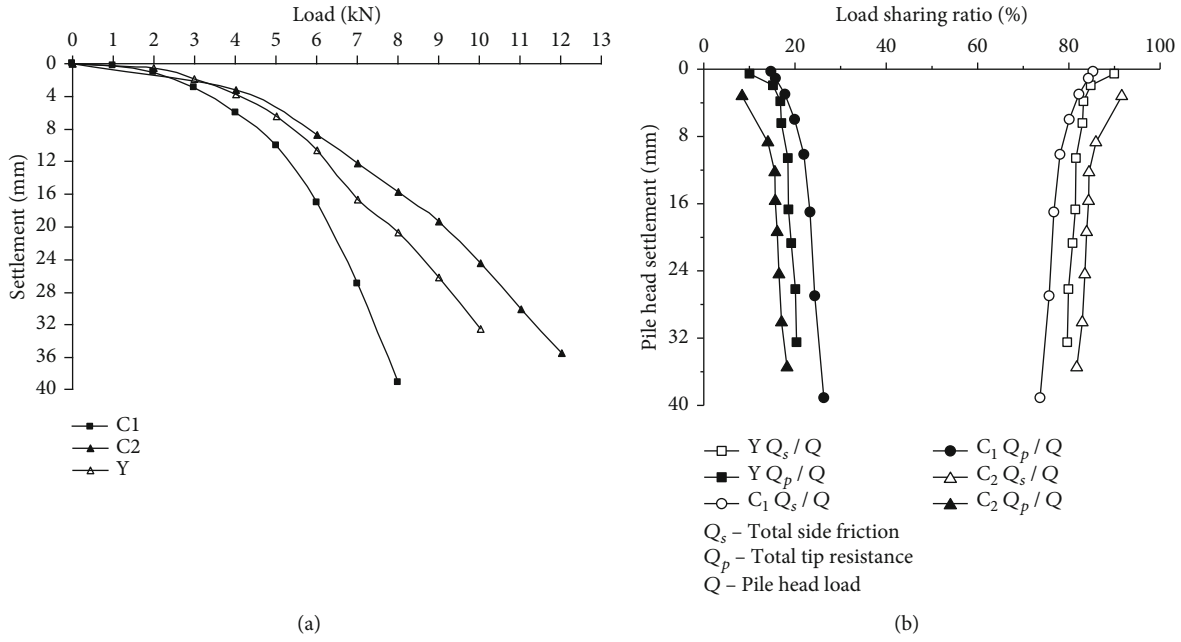 Load (kN)
0 1 2 3 4 5 6 7 8 9 10 11 12 13
Settlement (mm)
0
4
8
12
16
20
24
28
32
36
40
C1
C2
Y
(a)
Load sharing ratio (%)
0 20 40 60 80 100
Pile head settlement (mm)
0
8
16
24
32
40
Y Qs / Q
Y Qp / Q
C1 Qs / Q
C1 Qp / Q
C2 Qs / Q
C2 Qp / Q
Qs – Total side friction
Qp – Total tip resistance
Q – Pile head load
(b)